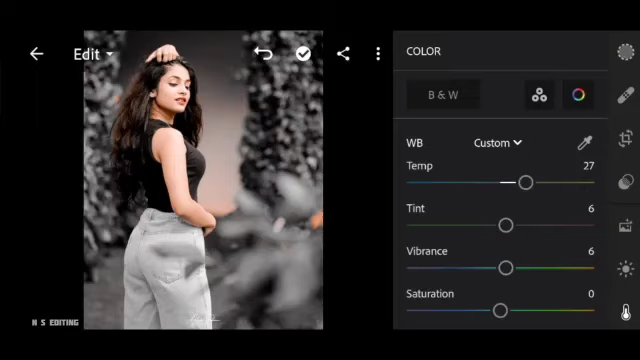 Edit
COLOR
B & W
WB
Custom
Temp
27
Tint
6
Vibrance
6
Saturation
0
N S EDITING